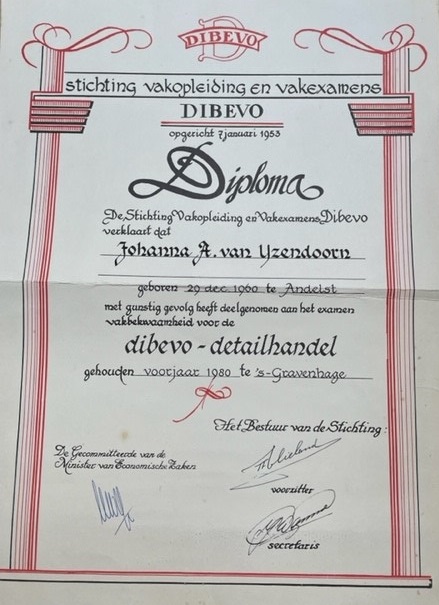 DIBEVO
stichting vakopleiding en vakexamens
DIBEVO
opgericht 7 januari 1953
Diploma
De Stichting Vakopleiding en Vakexamens Dibevo
verklaart dat
Johanna A. van IJzendoorn
geboren 29 dec. 1960 te Andelst
met gunstig gevolg heeft deelgenomen aan het examen
vakbekwaamheid voor de
dibevo - detailhandel
gehouden voorjaar 1980 te 's-Gravenhage
Het Bestuur van de Stichting:
De Gecommitteerde van de
Minister van Economische Zaken
voorzitter
secretaris